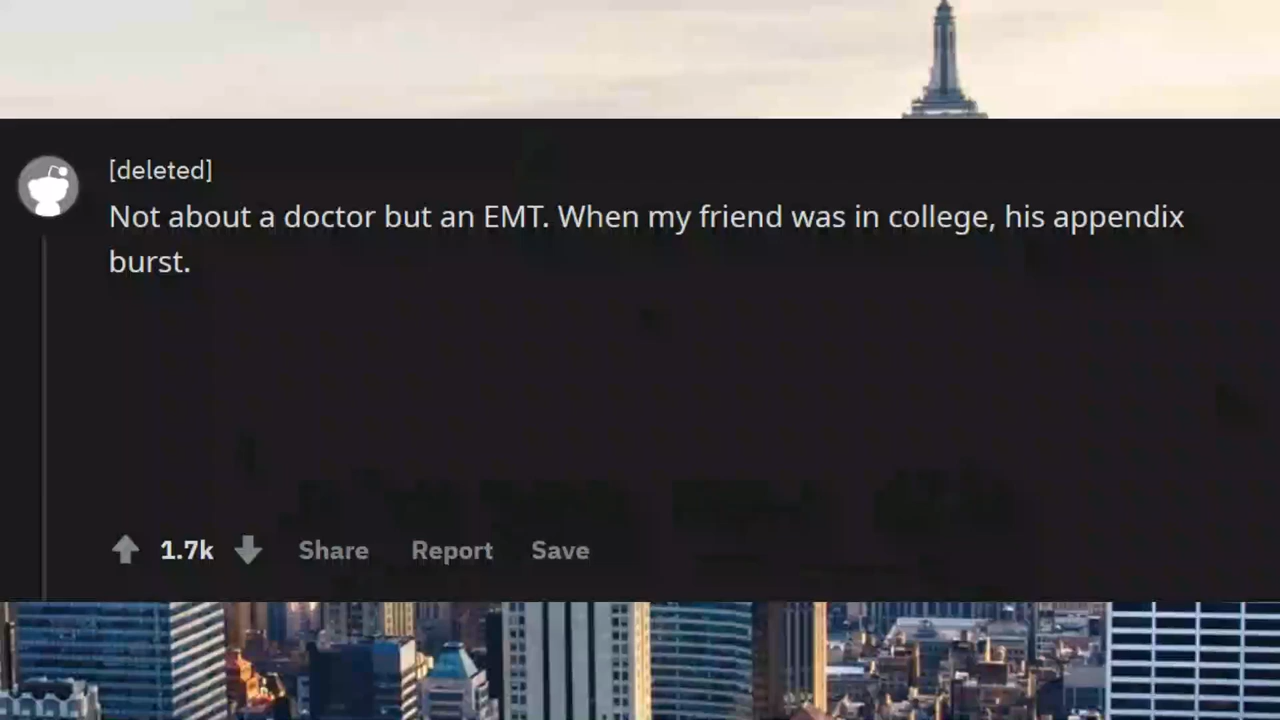 [deleted]
Not about a doctor but an EMT. When my friend was in college, his appendix
burst.
1.7k Share Report Save